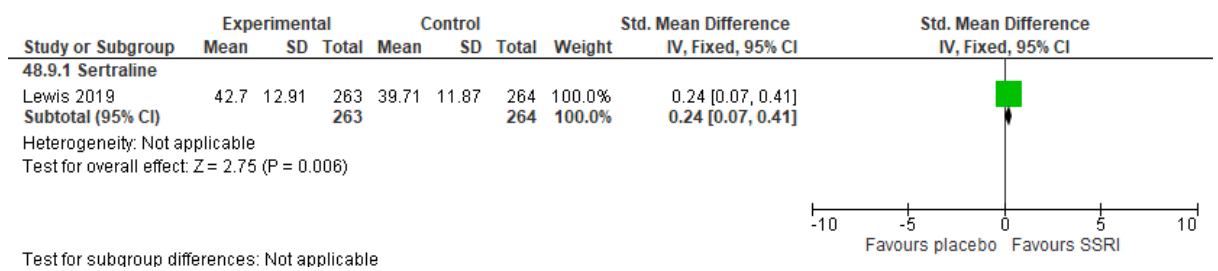 Experimental Control Std. Mean Difference Std. Mean Difference
Study or Subgroup Mean SD Total Mean SD Total Weight IV, Fixed, 95% CI IV, Fixed, 95% CI
48.9.1 Sertraline
Lewis 2019 42.7 12.91 263 39.71 11.87 264 100.0% 0.24 [0.07, 0.41]
Subtotal (95% CI) 263 264 100.0% 0.24 [0.07, 0.41]
Heterogeneity: Not applicable
Test for overall effect: Z = 2.75 (P = 0.006)
-10 -5 0 5 10
Favours placebo Favours SSRI
Test for subgroup differences: Not applicable